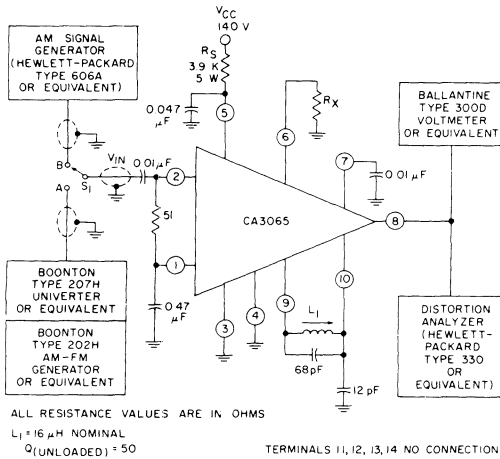 AM SIGNAL
GENERATOR
(HEWLETT-PACKARD
TYPE 606A
OR EQUIVALENT)
VCC
140 V
RS
3.9 K
5 W
0.047
μF
5
6
RX
BALLANTINE
TYPE 300D
VOLTMETER
OR EQUIVALENT
B
S1
A
VIN
0.01 μF
2
7
0.01 μF
51
CA3065
8
1
10
BOONTON
TYPE 207H
UNIVERTER
OR EQUIVALENT
BOONTON
TYPE 202H
AM-FM
GENERATOR
OR EQUIVALENT
0.47
μF
3
4
9
L1
68pF
12 pF
DISTORTION
ANALYZER
(HEWLETT-
PACKARD
TYPE 330
OR
EQUIVALENT)
ALL RESISTANCE VALUES ARE IN OHMS
L1 = 16 μH NOMINAL
Q(UNLOADED) = 50
TERMINALS 11, 12, 13, 14 NO CONNECTION